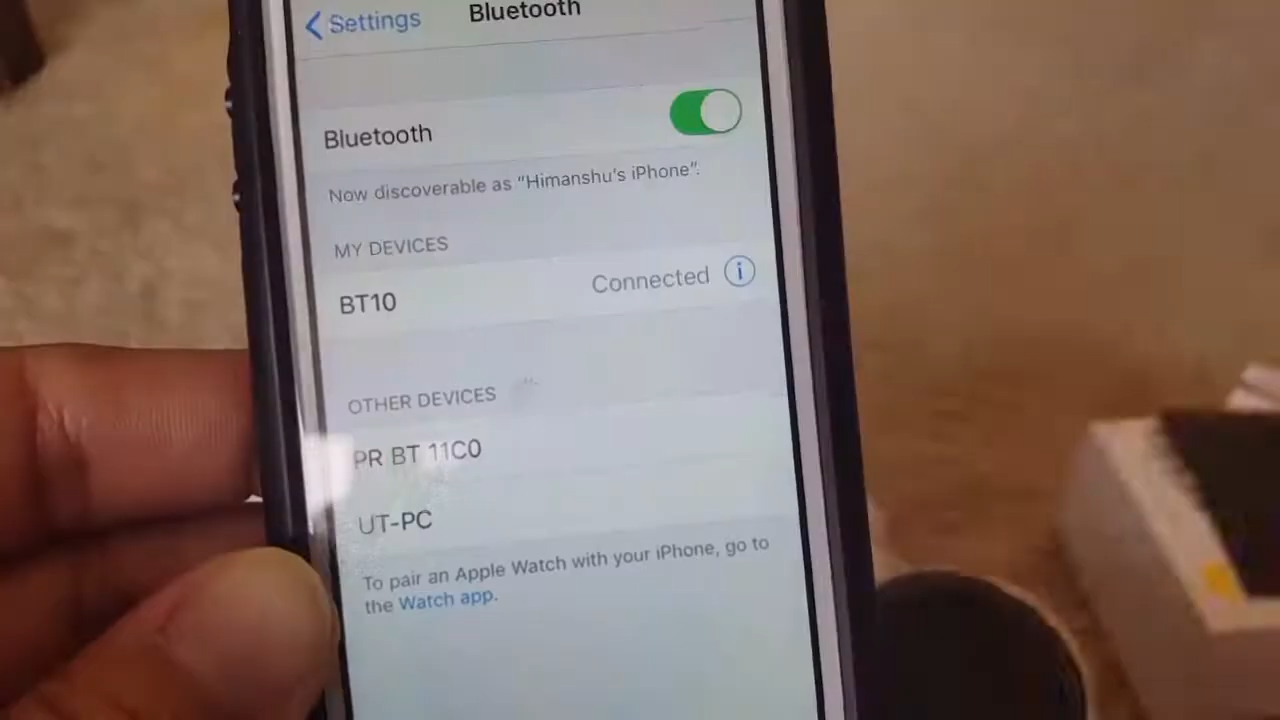 Settings
Bluetooth
Bluetooth
Now discoverable as “Himanshu’s iPhone”.
MY DEVICES
BT10
Connected
OTHER DEVICES
PR BT 11C0
UT-PC
To pair an Apple Watch with your iPhone, go to
the Watch app.